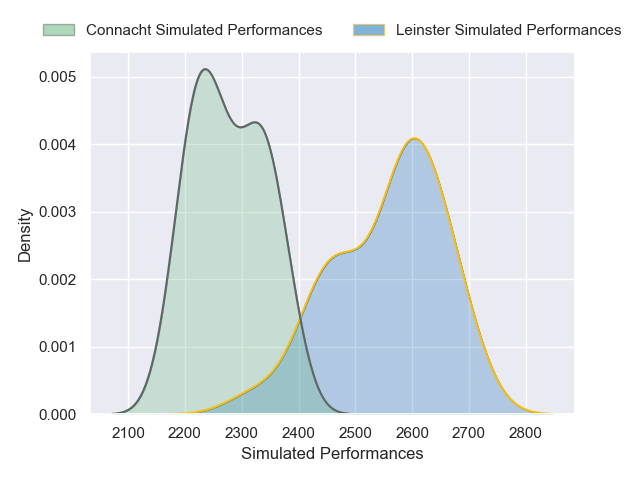 Connacht Simulated Performances
Leinster Simulated Performances
0.005
0.004
0.003
0.002
0.001
0.000
Density
2100 2200 2300 2400 2500 2600 2700 2800
Simulated Performances